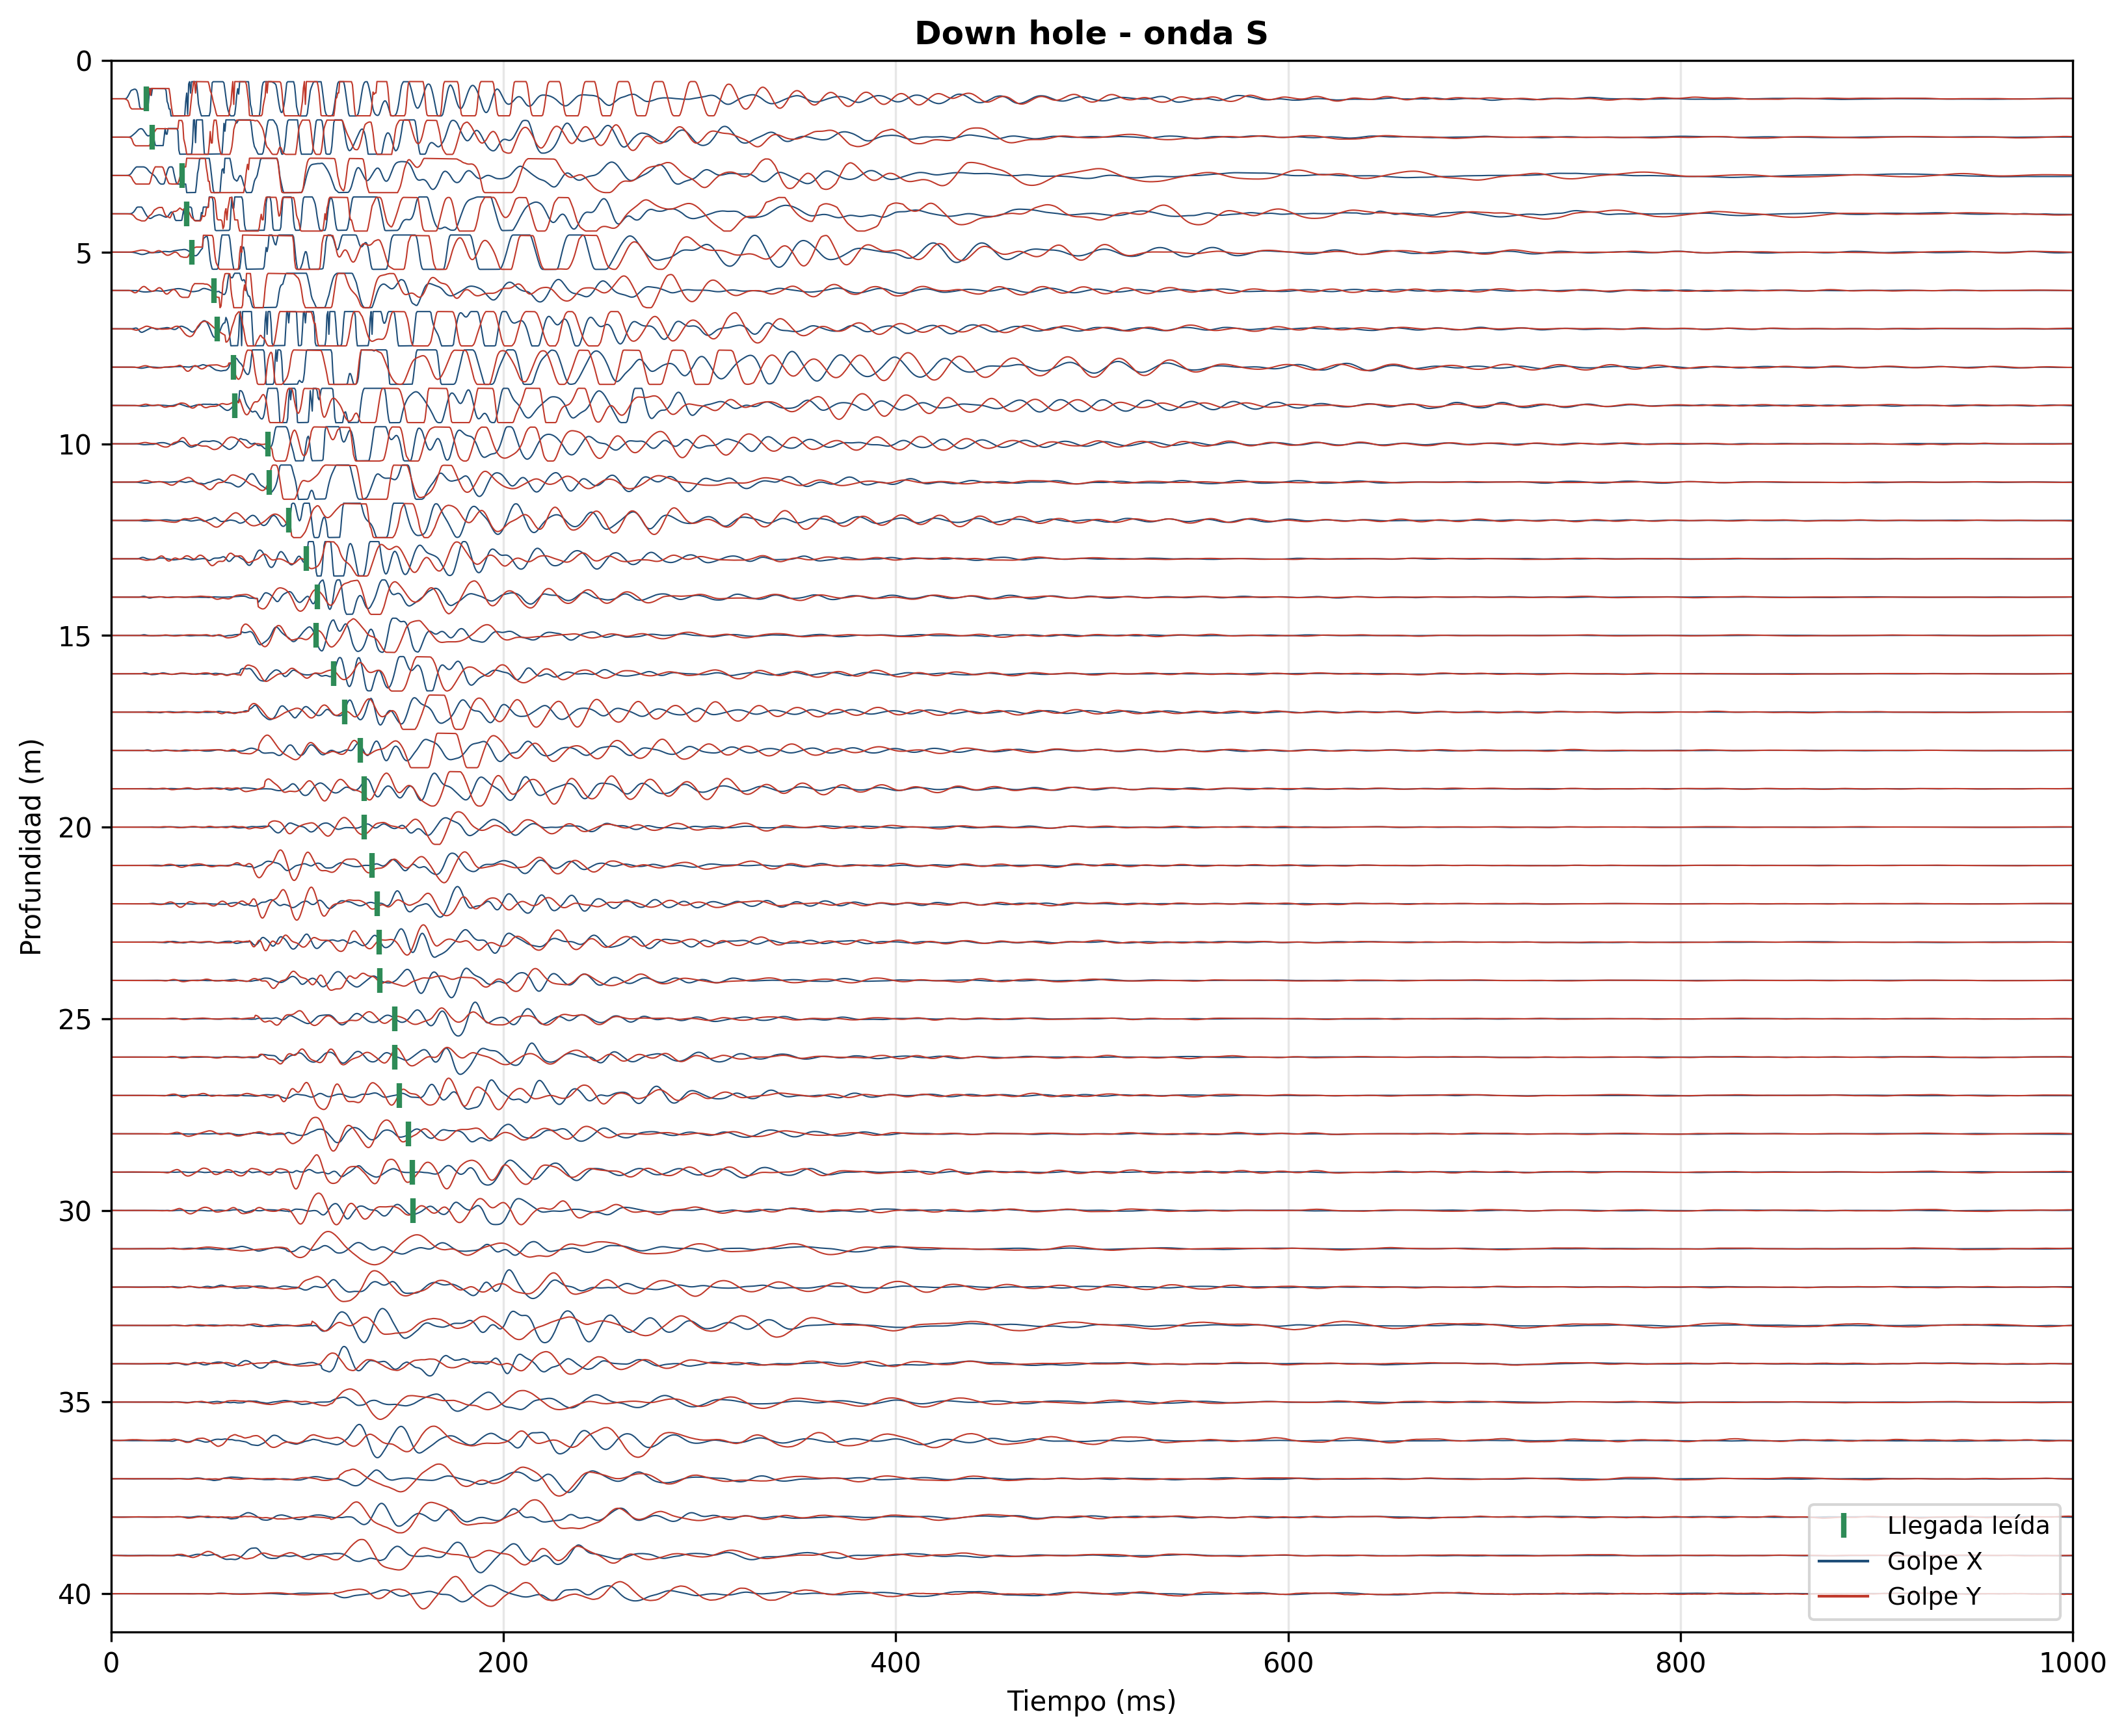 Down hole - onda S
Profundidad (m)
0
5
10
15
20
25
30
35
40
0 200 400 600 800 1000
Tiempo (ms)
Llegada leída
Golpe X
Golpe Y